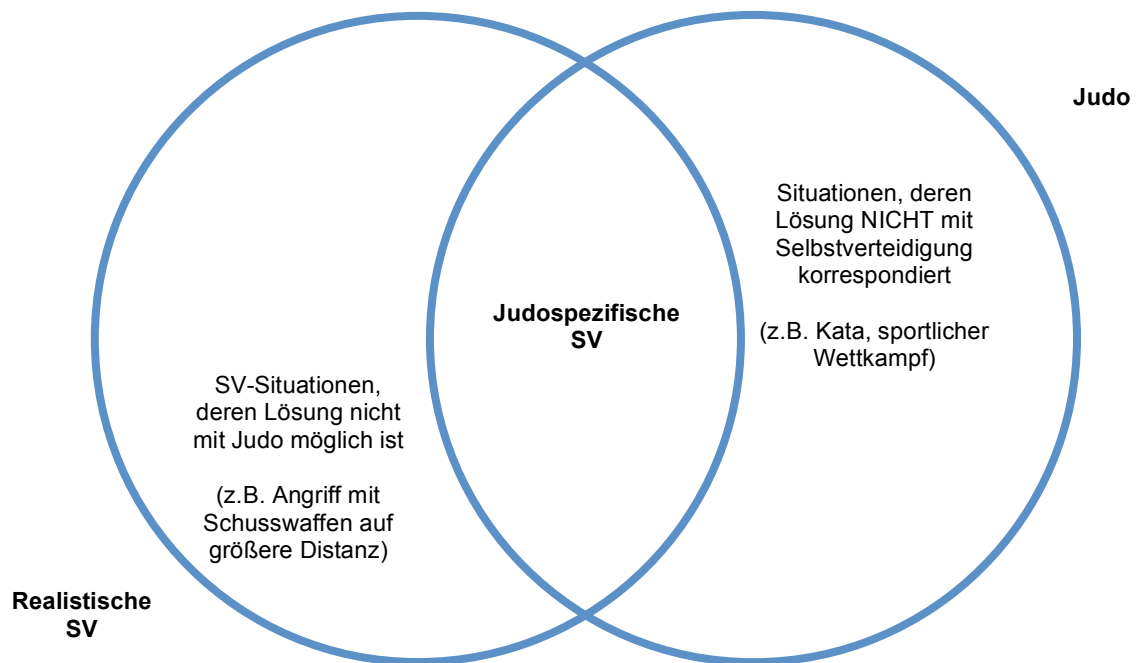 Judo
Situationen, deren
Lösung NICHT mit
Selbstverteidigung
korrespondiert
(z.B. Kata, sportlicher
Wettkampf)
Judospezifische
SV
SV-Situationen,
deren Lösung nicht
mit Judo möglich ist
(z.B. Angriff mit
Schusswaffen auf
größere Distanz)
Realistische
SV